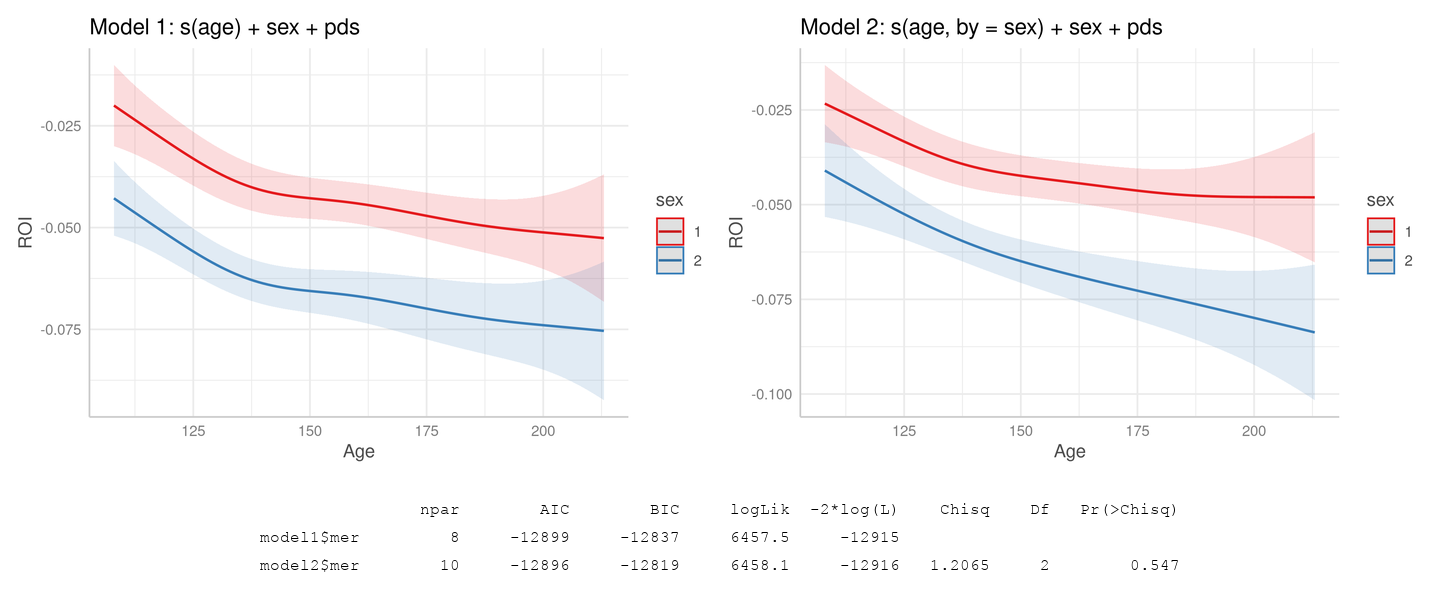 Model 1: s(age) + sex + pds
ROI
-0.025
-0.050
-0.075
125 150 175 200
Age
sex
1
2
Model 2: s(age, by = sex) + sex + pds
ROI
-0.025
-0.050
-0.075
-0.100
125 150 175 200
Age
sex
1
2
npar AIC BIC logLik -2*log(L) Chisq Df Pr(>Chisq)
model1$mer 8 -12899 -12837 6457.5 -12915
model2$mer 10 -12896 -12819 6458.1 -12916 1.2065 2 0.547